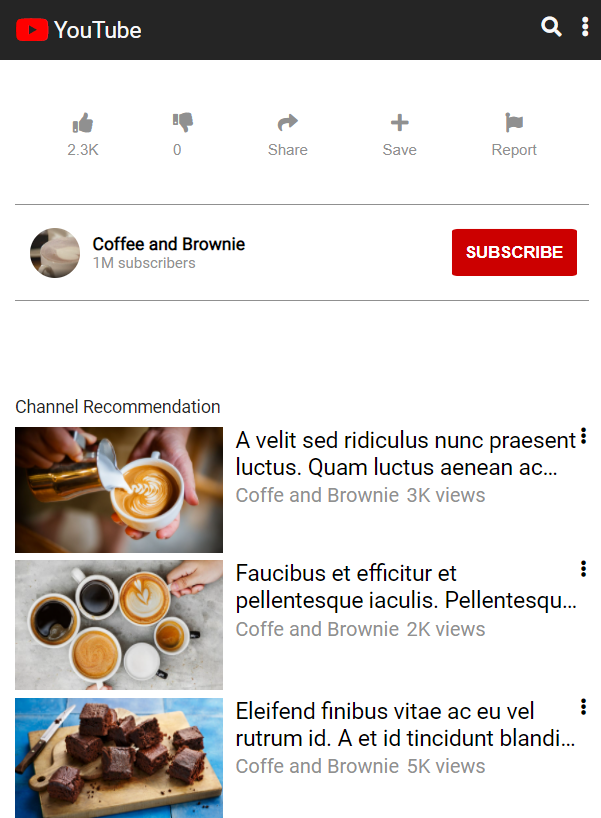 YouTube
2.3K 0 Share Save Report
Coffee and Brownie
1M subscribers
SUBSCRIBE
Channel Recommendation
A velit sed ridiculus nunc praesent
luctus. Quam luctus aenean ac...
Coffe and Brownie 3K views
Faucibus et efficitur et
pellentesque iaculis. Pellentesqu...
Coffe and Brownie 2K views
Eleifend finibus vitae ac eu vel
rutrum id. A et id tincidunt blandi...
Coffe and Brownie 5K views